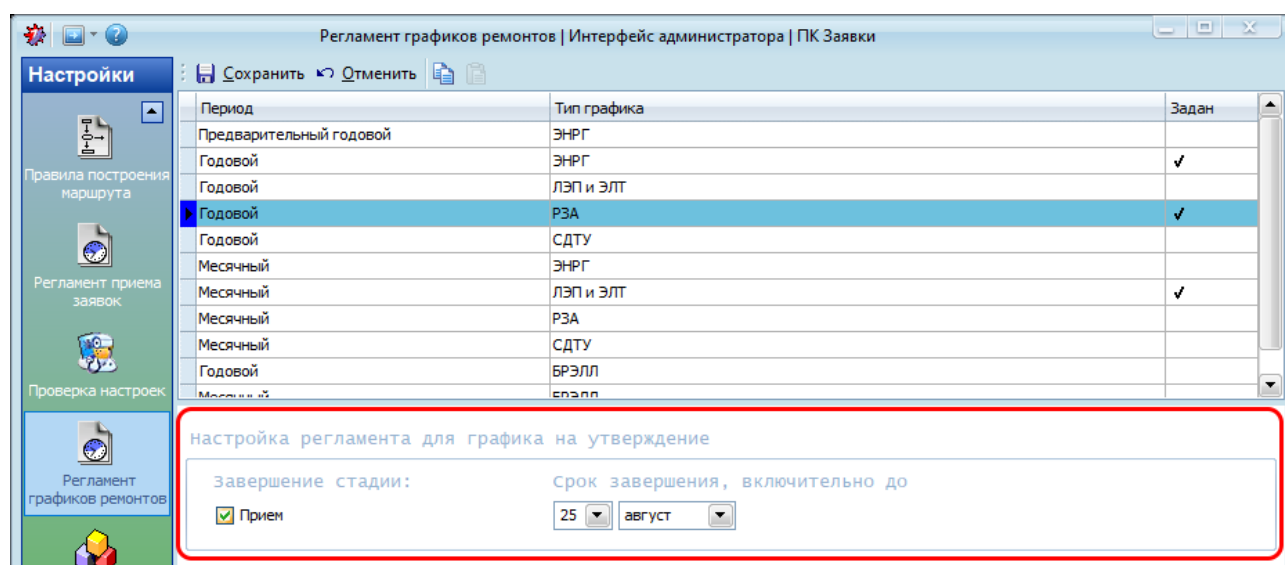 Регламент графиков ремонтов | Интерфейс администратора | ПК Заявки
Настройки
Сохранить Отменить
Правила построения
маршрута
Регламент приема
заявок
Проверка настроек
Регламент
графиков ремонтов
Период Тип графика Задан
Предварительный годовой ЭНРГ
Годовой ЭНРГ ✓
Годовой ЛЭП и ЭЛТ
Годовой РЗА ✓
Годовой СДТУ
Месячный ЭНРГ
Месячный ЛЭП и ЭЛТ ✓
Месячный РЗА
Месячный СДТУ
Годовой БРЭЛЛ
Месячный БРЭЛЛ
Настройка регламента для графика на утверждение
Завершение стадии: Срок завершения, включительно до
Прием 25 август